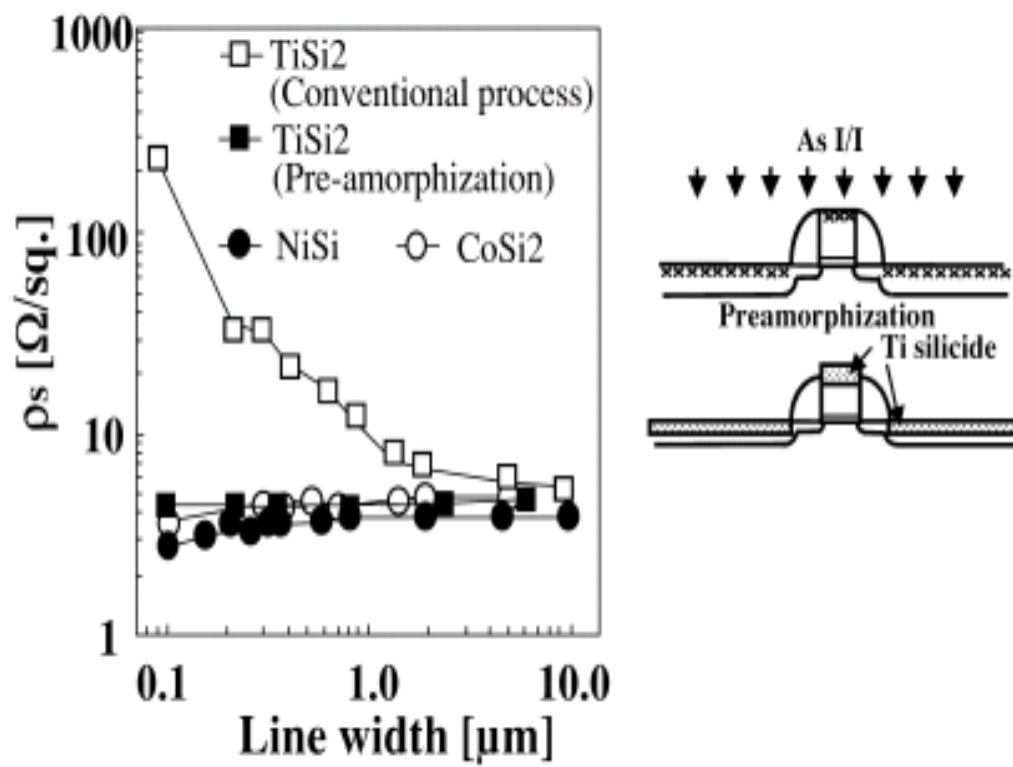 1000
100
10
1
ρs [Ω/sq.]
TiSi2
(Conventional process)
TiSi2
(Pre-amorphization)
NiSi
CoSi2
0.1
1.0
10.0
Line width [μm]
As I/I
Preamorphization
Ti silicide